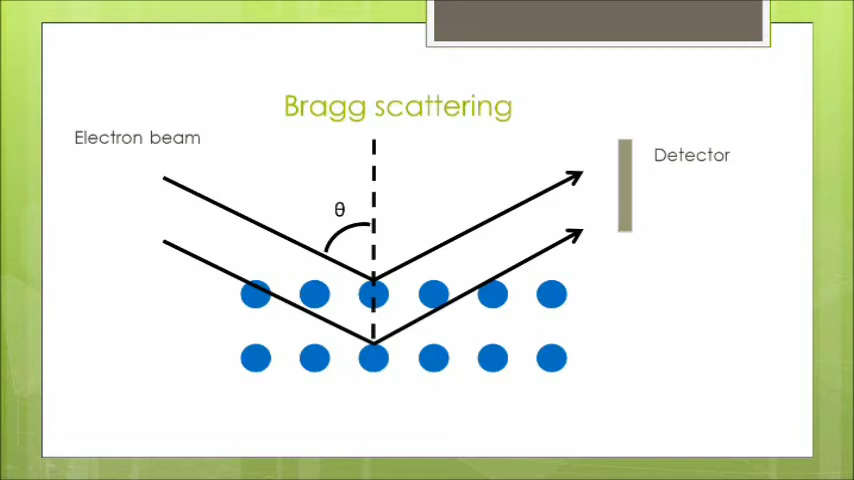 Bragg scattering
Electron beam
Detector
θ